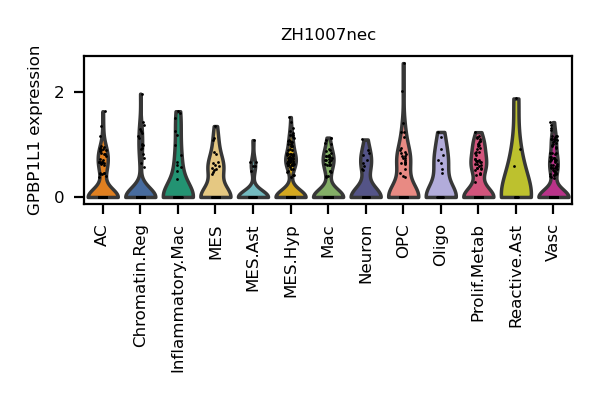 ZH1007nec
GPBP1L1 expression
2
0
AC
Chromatin.Reg
Inflammatory.Mac
MES
MES.Ast
MES.Hyp
Mac
Neuron
OPC
Oligo
Prolif.Metab
Reactive.Ast
Vasc